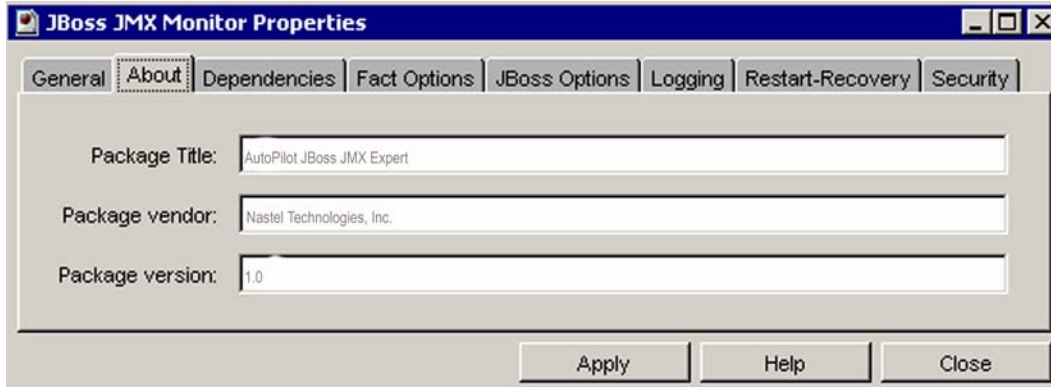 JBoss JMX Monitor Properties
General About Dependencies Fact Options JBoss Options Logging Restart-Recovery Security
Package Title: AutoPilot JBoss JMX Expert
Package vendor: Nastel Technologies, Inc.
Package version: 1.0
Apply Help Close